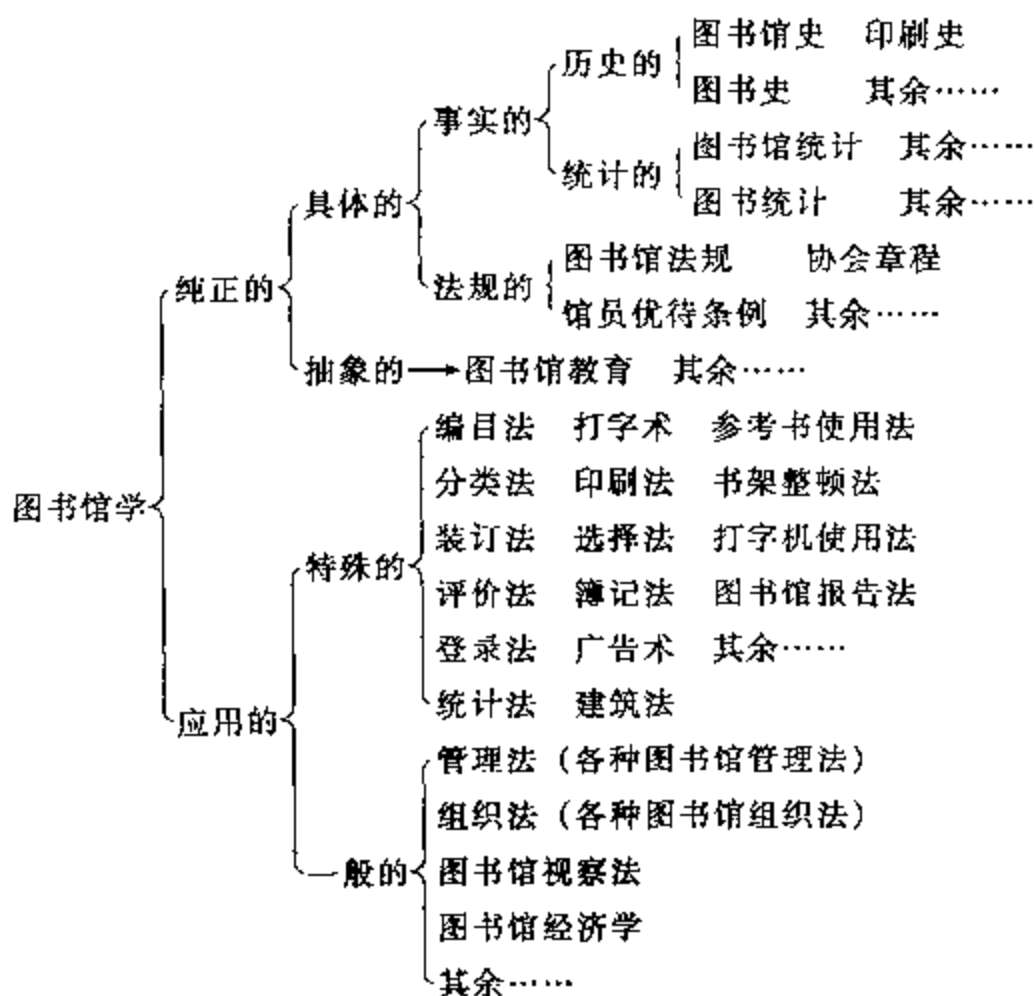 图书馆史 印刷史
历史的
图书史 其余……
事实的
图书馆统计 其余……
统计的
图书统计 其余……
具体的
图书馆法规 协会章程
纯正的 法规的
馆员优待条例 其余……
抽象的→图书馆教育 其余……
编目法 打字术 参考书使用法
分类法 印刷法 书架整顿法
图书馆学
装订法 选择法 打字机使用法
特殊的
评价法 簿记法 图书馆报告法
登录法 广告术 其余……
统计法 建筑法
应用的
管理法（各种图书馆管理法）
组织法（各种图书馆组织法）
一般的 图书馆视察法
图书馆经济学
其余……